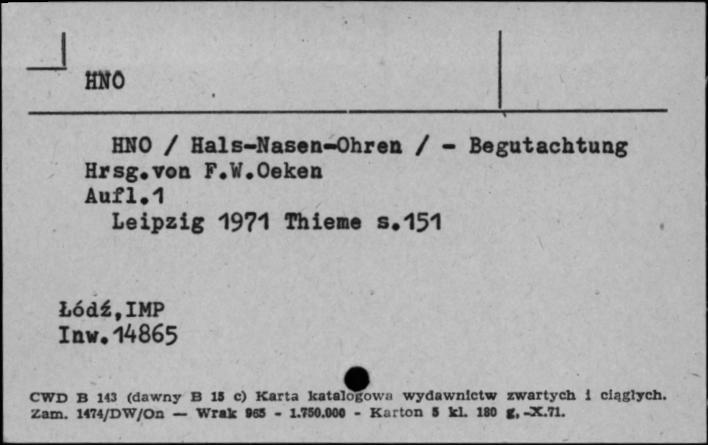 HNO
HNO / Hals-Nasen-Ohren / - Begutachtung
Hrsg.von F.W.Oeken
Aufl.1
Leipzig 1971 Thieme s.151
Łódź,IMP
Inw.14865
CWD B 143 (dawny B 15 c) Karta katalogowa wydawnictw zwartych i ciągłych.
Zam. 1474/DW/On — Wrak 965 - 1.750.000 - Karton 5 kl. 180 g,-X.71.